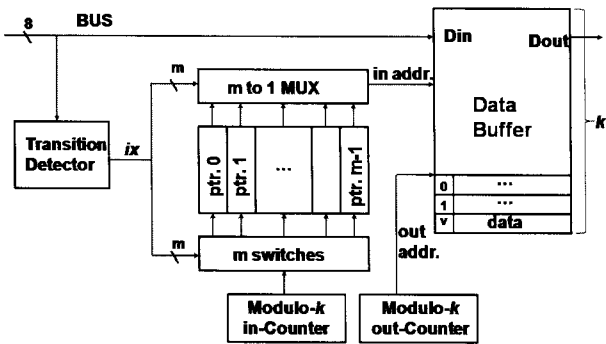 8
BUS
m
m to 1 MUX
in addr.
Din
Dout
Data
Buffer
k
Transition
Detector
ix
ptr. 0
ptr. 1
...
ptr. m-1
0
...
1
...
v
data
out
addr.
m
m switches
Modulo-k
in-Counter
Modulo-k
out-Counter